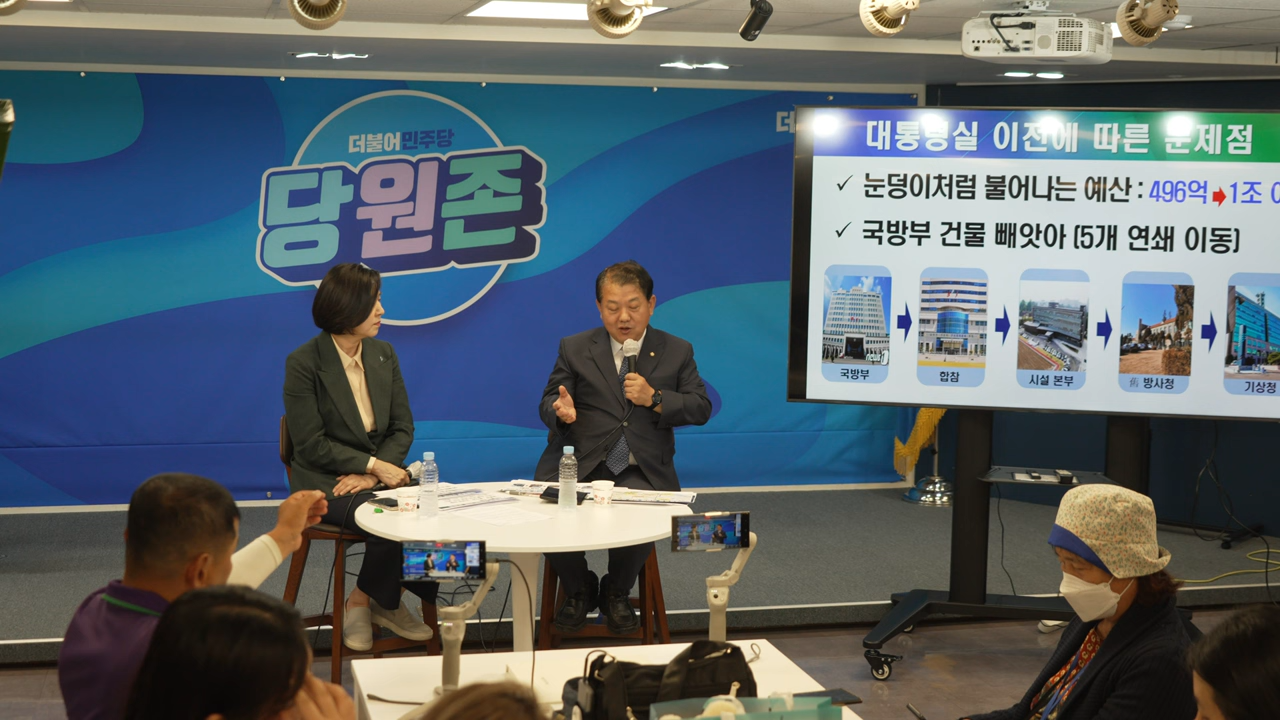 더불어민주당
당원존
더
대통령실 이전에 따른 문제점
✓ 눈덩이처럼 불어나는 예산 : 496억➡1조
✓ 국방부 건물 빼앗아 (5개 연쇄 이동)
국방부
합참
시설 본부
舊 방사청
기상청